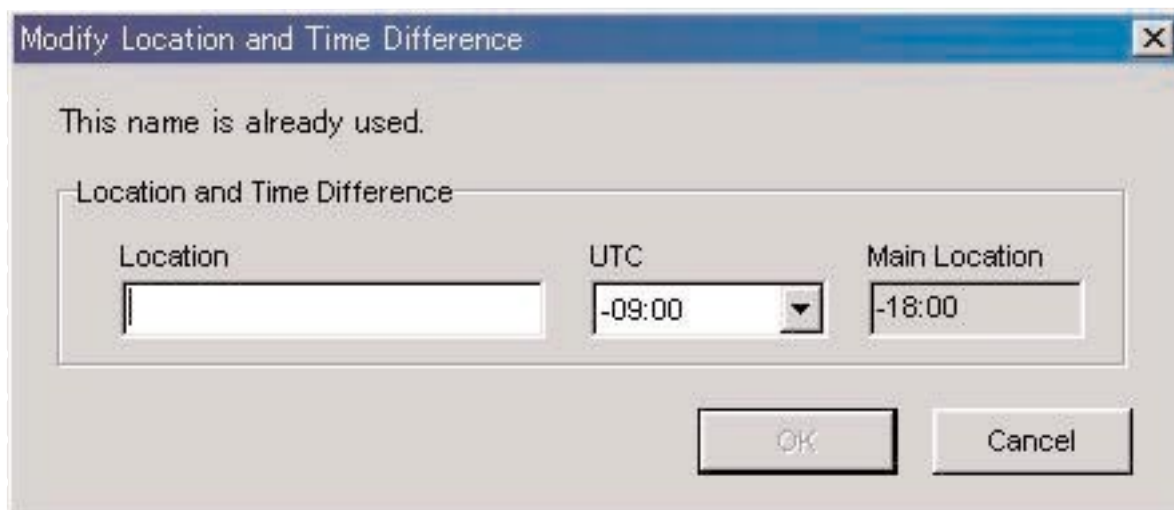 Modify Location and Time Difference
This name is already used.
Location and Time Difference
Location UTC Main Location
-09:00 -18:00
OK Cancel